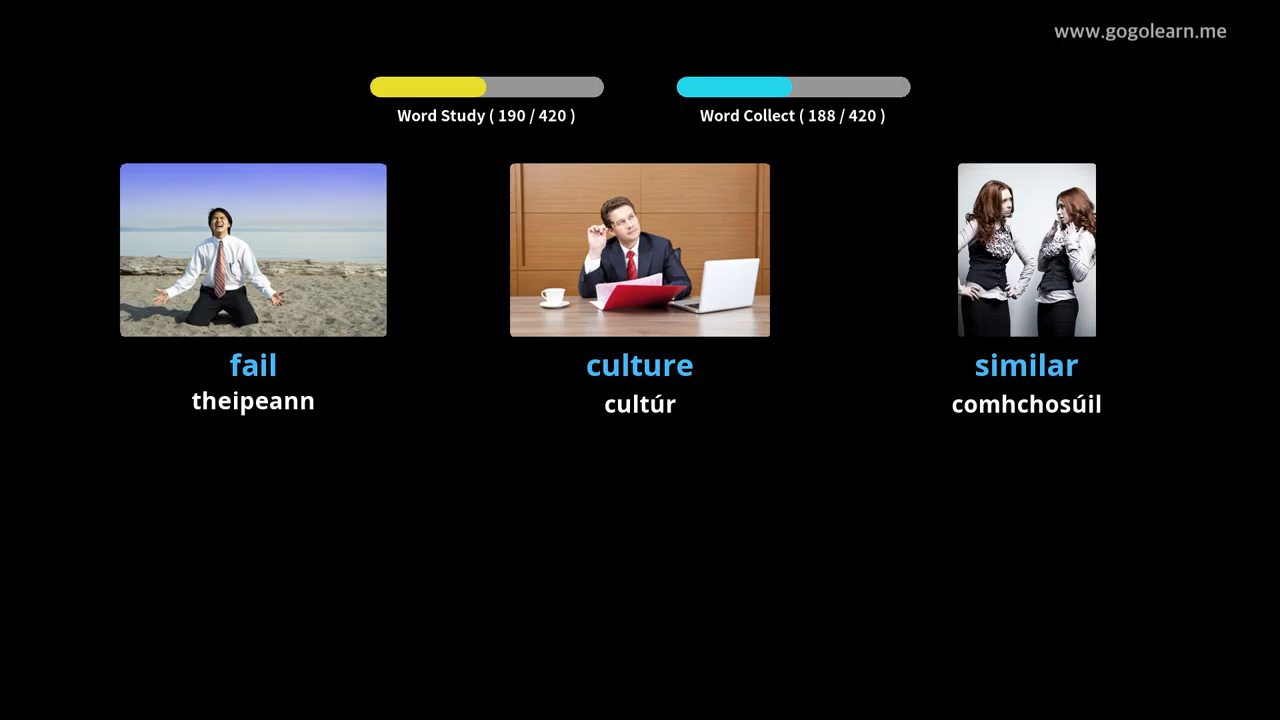 www.gogolearn.me
Word Study ( 190 / 420 )
Word Collect ( 188 / 420 )
fail
theipeann
culture
cultúr
similar
comhchosúil